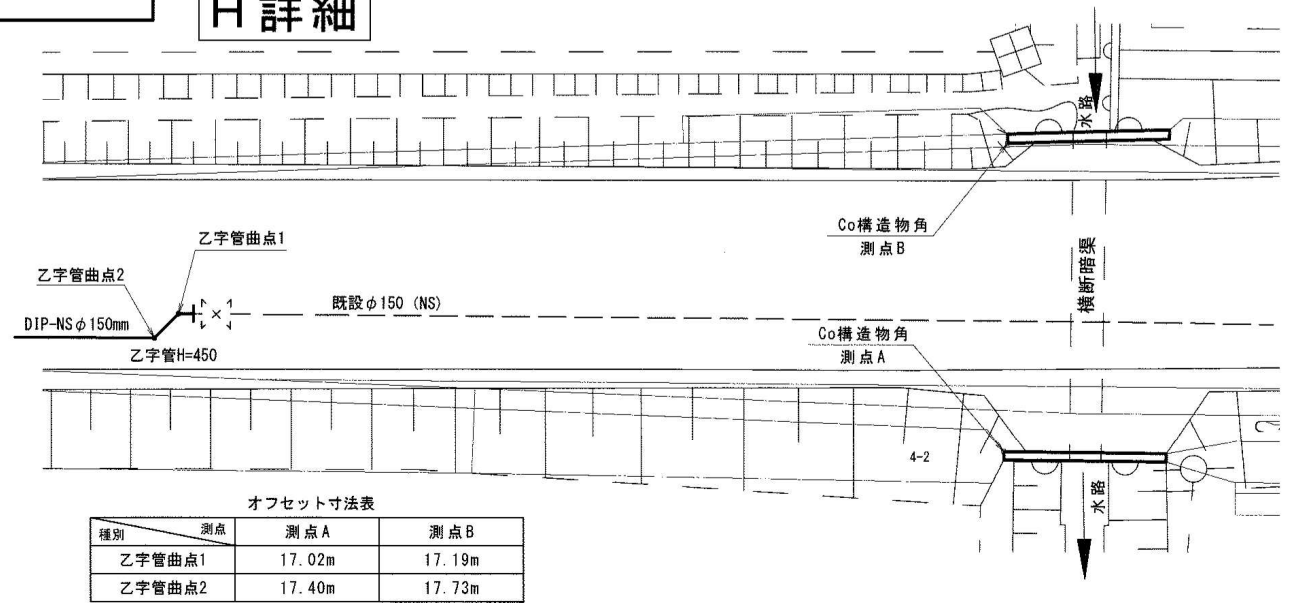 H詳細
水路
Co構造物角
測点B
乙字管曲点1
乙字管曲点2
横断暗渠
既設φ150 (NS)
DIP-NSφ150mm
乙字管H=450
Co構造物角
測点A
4-2
水路
オフセット寸法表
種別 測点 測点A 測点B
乙字管曲点1 17.02m 17.19m
乙字管曲点2 17.40m 17.73m